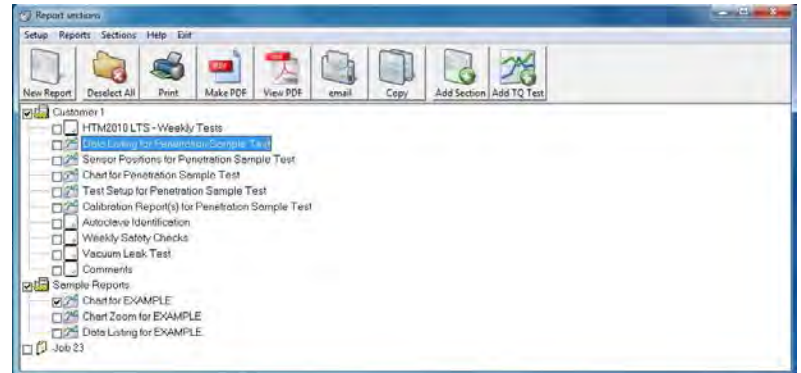 Report sections
Setup Reports Sections Help Exit
New Report Deselect All Print Make PDF View PDF email Copy Add Section Add TQ Test
Customer 1
HTM2010 LTS - Weekly Tests
Data Listing for Penetration Sample Test
Sensor Positions for Penetration Sample Test
Chart for Penetration Sample Test
Test Setup for Penetration Sample Test
Calibration Report(s) for Penetration Sample Test
Autoclave Identification
Weekly Safety Checks
Vacuum Leak Test
Comments
Sample Reports
Chart for EXAMPLE
Chart Zoom for EXAMPLE
Data Listing for EXAMPLE
Job 23